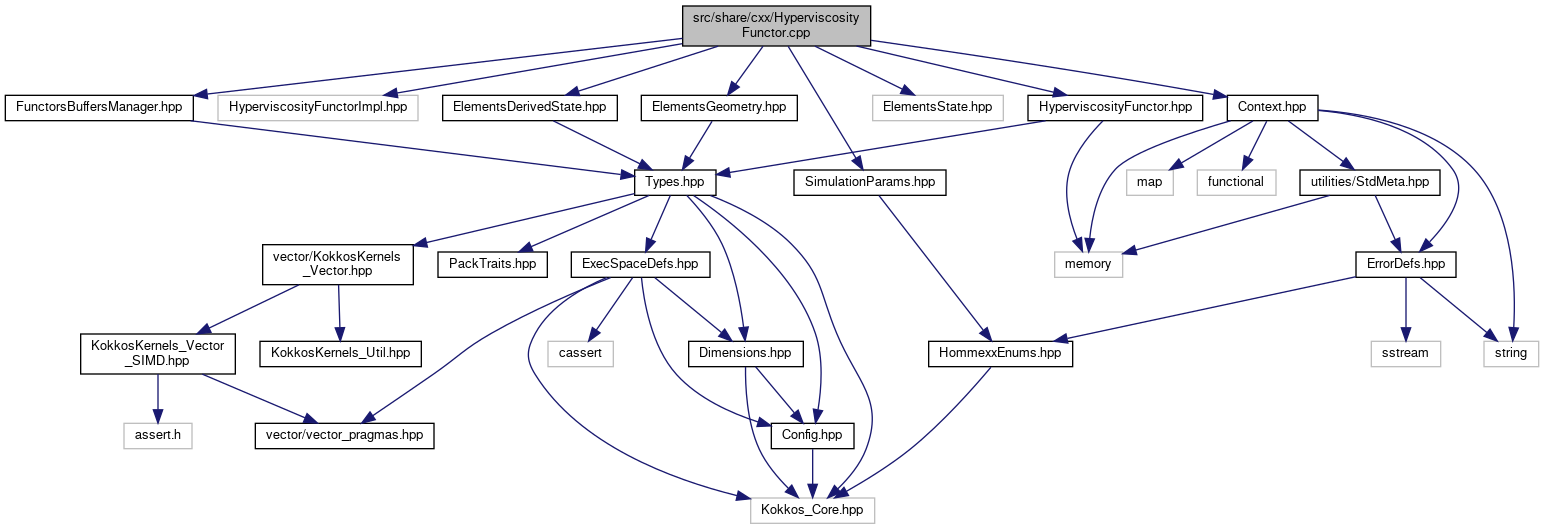 src/share/cxx/Hyperviscosity
Functor.cpp
FunctorsBuffersManager.hpp
HyperviscosityFunctorImpl.hpp
ElementsDerivedState.hpp
ElementsGeometry.hpp
ElementsState.hpp
HyperviscosityFunctor.hpp
Context.hpp
Types.hpp
SimulationParams.hpp
map
functional
utilities/StdMeta.hpp
vector/KokkosKernels
_Vector.hpp
PackTraits.hpp
ExecSpaceDefs.hpp
memory
ErrorDefs.hpp
KokkosKernels_Vector
_SIMD.hpp
KokkosKernels_Util.hpp
cassert
Dimensions.hpp
HommexxEnums.hpp
sstream
string
assert.h
vector/vector_pragmas.hpp
Config.hpp
Kokkos_Core.hpp